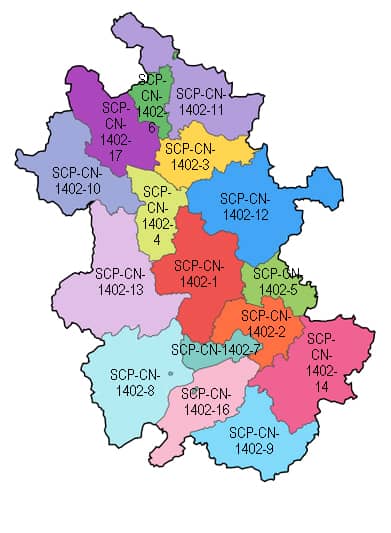 SCP-
CN-
1402-
6
SCP-CN-
1402-11
SCP-
CN-
1402-
17
SCP-CN-
1402-3
SCP-CN-
1402-10
SCP-CN-
1402-12
SCP-
CN-
1402-
4
SCP-CN-
1402-13
SCP-CN-
1402-1
SCP-CN-
1402-5
SCP-CN-
1402-2
SCP-CN-1402-7
SCP-
CN-
1402-
14
SCP-CN-
1402-8
SCP-CN-
1402-16
SCP-CN-
1402-9